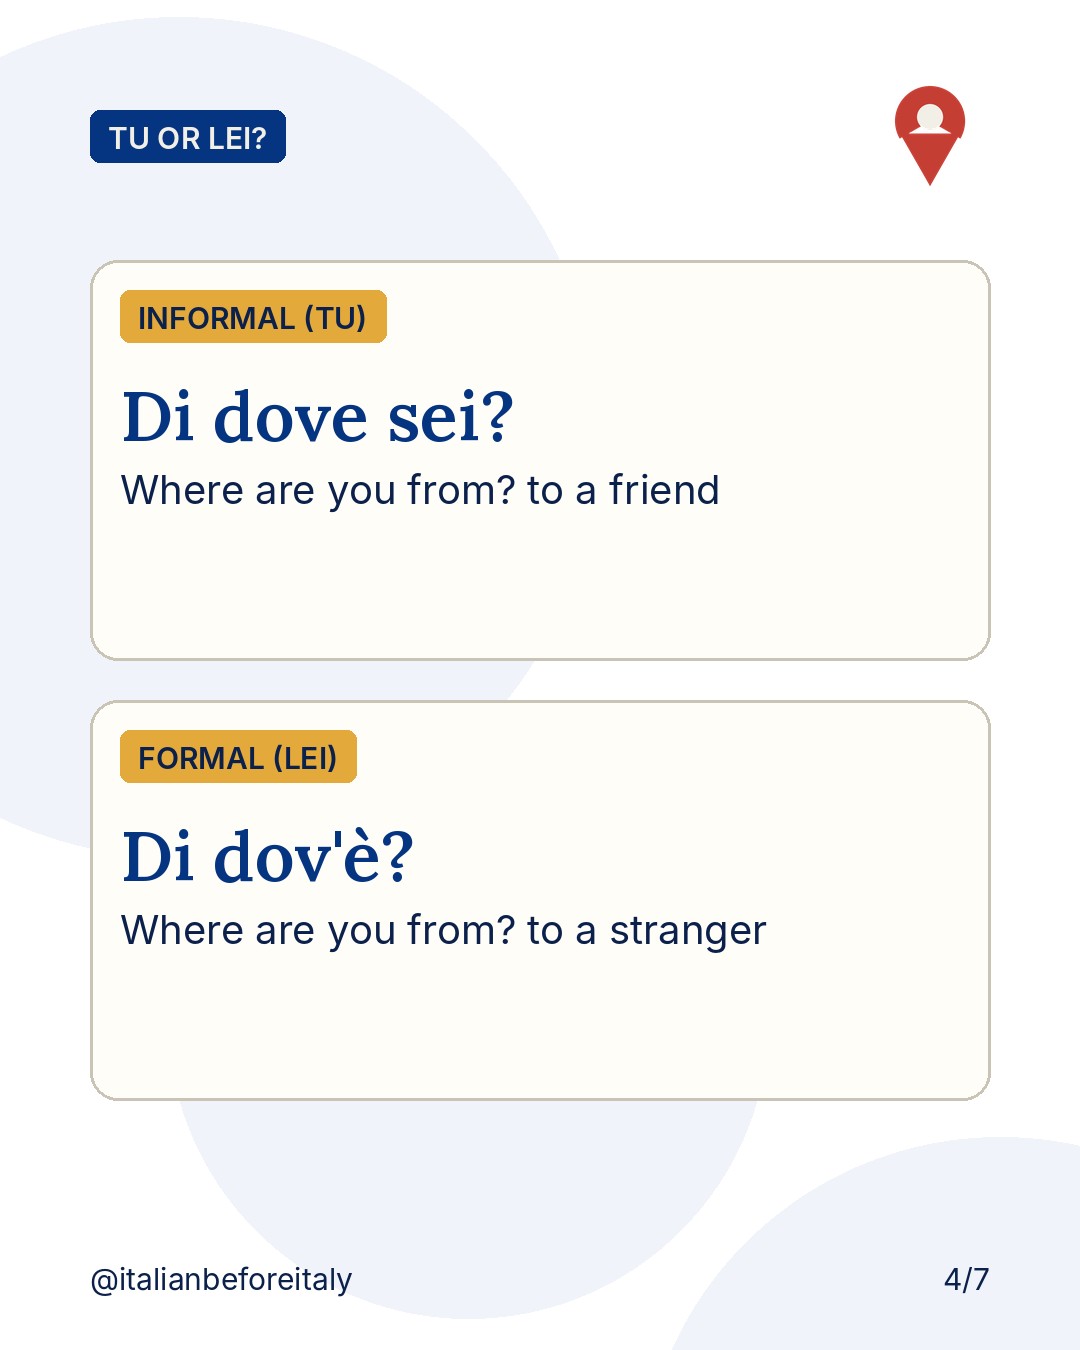 TU OR LEI?
INFORMAL (TU)
Di dove sei?
Where are you from? to a friend
FORMAL (LEI)
Di dov'è?
Where are you from? to a stranger
@italianbeforeitaly
4/7